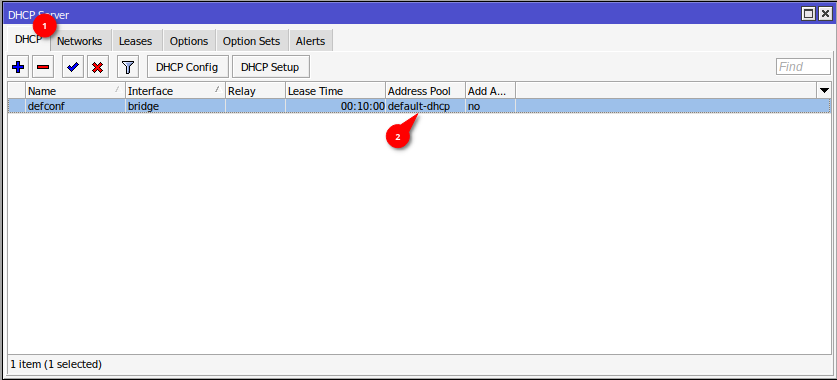 DHCP Server
1
DHCP Networks Leases Options Option Sets Alerts
DHCP Config DHCP Setup Find
Name Interface Relay Lease Time Address Pool Add A...
defconf bridge 00:10:00 default-dhcp no
2
1 item (1 selected)